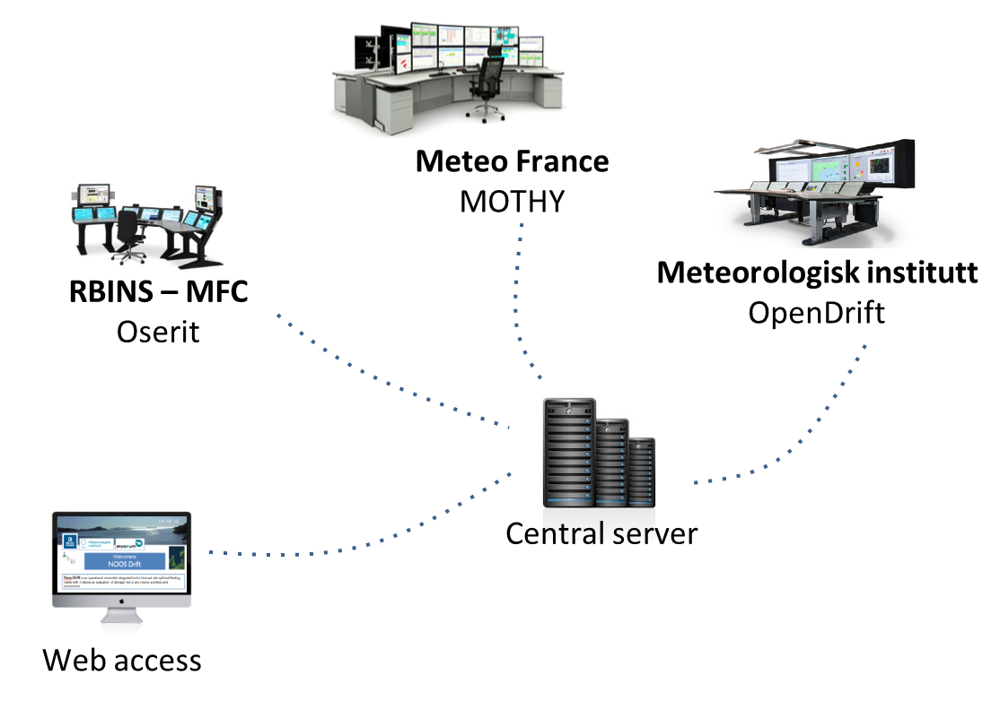 Meteo France
MOTHY
RBINS – MFC
Oserit
Meteorologisk institutt
OpenDrift
Central server
Welcome to
NOOS Drift
Web access